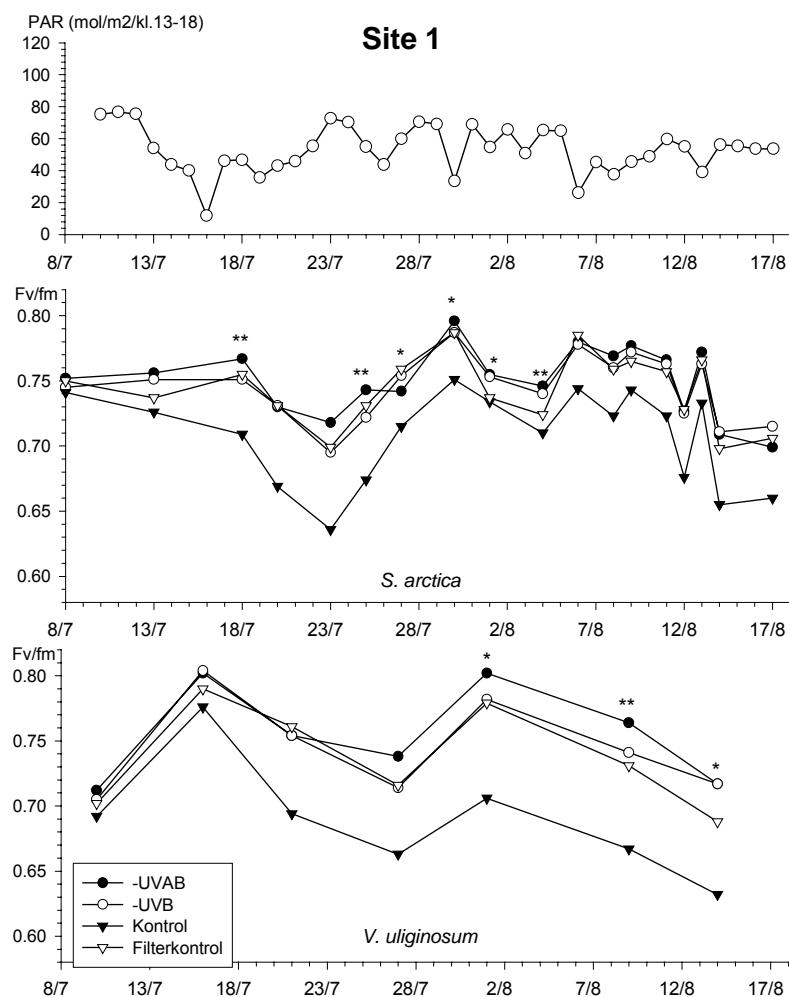 PAR (mol/m2/kl.13-18)
Site 1
120
100
80
60
40
20
0
8/7 13/7 18/7 23/7 28/7 2/8 7/8 12/8 17/8
Fv/fm
0.80
0.75
0.70
0.65
0.60
** ** * * * **
S. arctica
8/7 13/7 18/7 23/7 28/7 2/8 7/8 12/8 17/8
Fv/fm
0.80
0.75
0.70
0.65
0.60
* ** *
-UVAB
-UVB
Kontrol
Filterkontrol
V. uliginosum
8/7 13/7 18/7 23/7 28/7 2/8 7/8 12/8 17/8